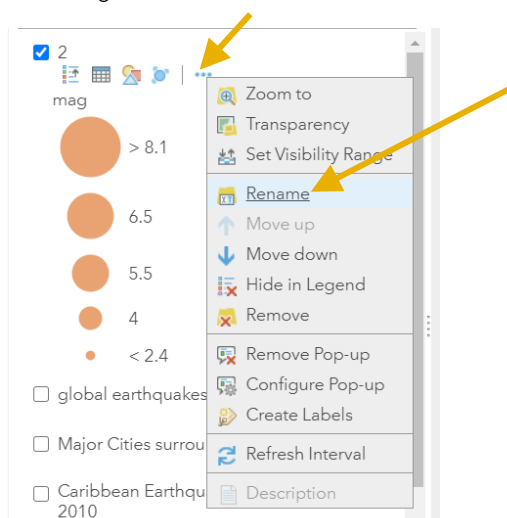 2
mag
> 8.1
6.5
5.5
4
< 2.4
global earthquakes
Major Cities surrou
Caribbean Earthqu
2010
Zoom to
Transparency
Set Visibility Range
Rename
Move up
Move down
Hide in Legend
Remove
Remove Pop-up
Configure Pop-up
Create Labels
Refresh Interval
Description